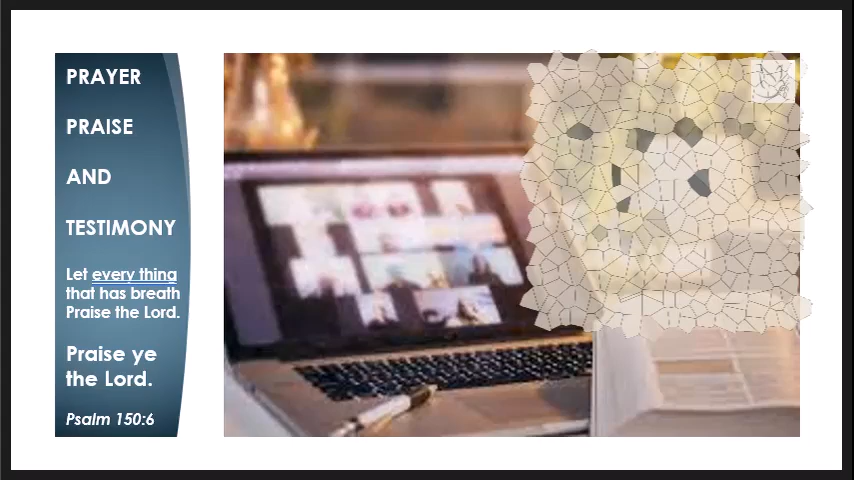 PRAYER
PRAISE
AND
TESTIMONY
Let every thing
that has breath
Praise the Lord.
Praise ye
the Lord.
Psalm 150:6